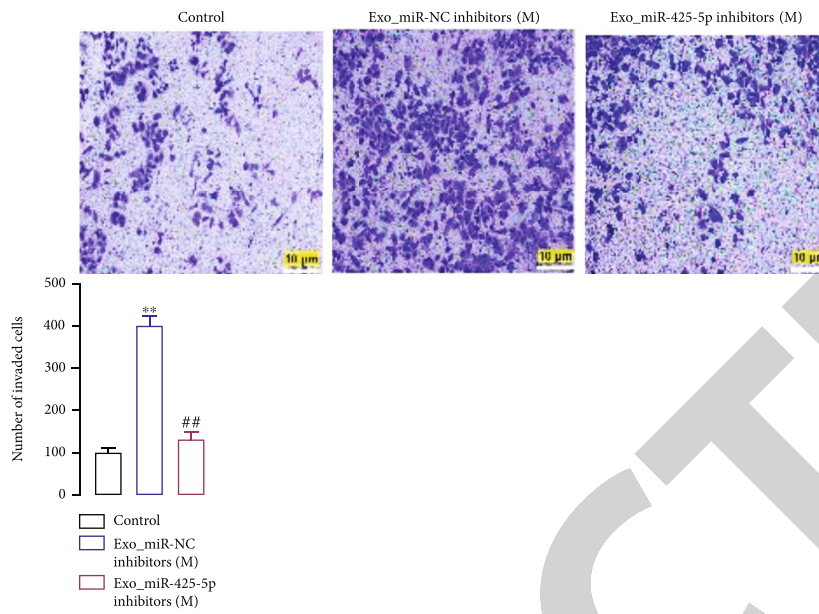 Control
Exo_miR-NC inhibitors (M)
Exo_miR-425-5p inhibitors (M)
10 µm
10 µm
10 µm
Number of invaded cells
500
400
300
200
100
0
**
##
Control
Exo_miR-NC
inhibitors (M)
Exo_miR-425-5p
inhibitors (M)
CT